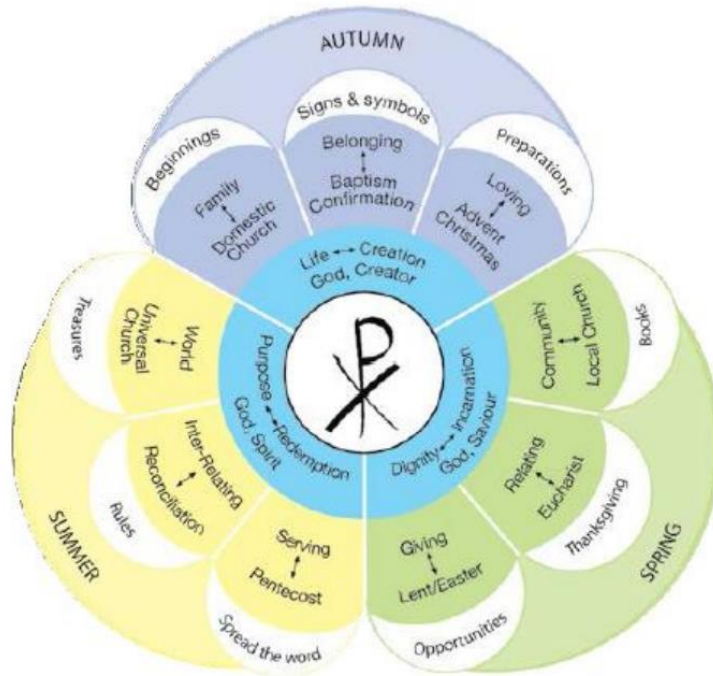 AUTUMN
Beginnings
Family
Domestic
Church
Signs & symbols
Belonging
Baptism
Confirmation
Preparations
Loving
Advent
Christmas
Life Creation
God, Creator
Books
Community
Local Church
Thanksgiving
Relating
Eucharist
Opportunities
Giving
Lent/Easter
SPRING
Dignity Incarnation
God, Saviour
Spread the word
Serving
Pentecost
Rules
Inter-Relating
Reconciliation
Treasures
World
Universal
Church
SUMMER
Purpose Redemption
God, Spirit